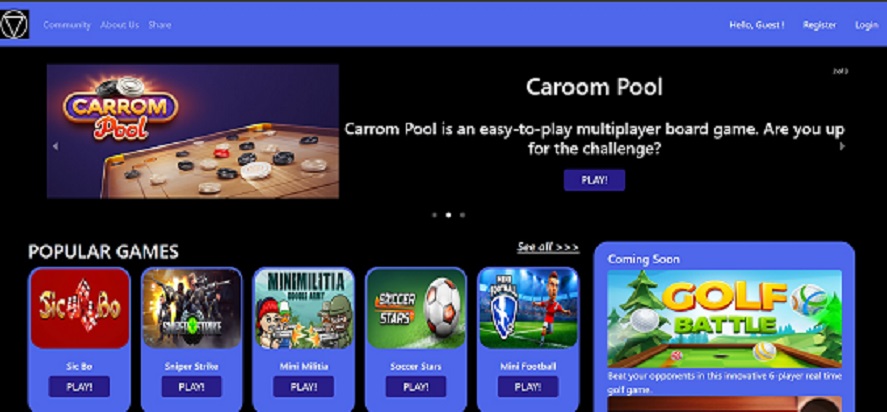 Community About Us Share
Hello, Guest! Register Login
CARROM
Pool
Caroom Pool
2of3
Carrom Pool is an easy-to-play multiplayer board game. Are you up
for the challenge?
PLAY!
POPULAR GAMES
See all >>>
Sic Bo
SNIPER STRIKE
MINIMILITIA
DOODLE ARMY
SOCCER
STARS
MINI
FOOTBALL
Sic Bo
PLAY!
Sniper Strike
PLAY!
Mini Militia
PLAY!
Soccer Stars
PLAY!
Mini Football
PLAY!
Coming Soon
GOLF
BATTLE
Beat your opponents in this innovative 6-player real time
golf game.